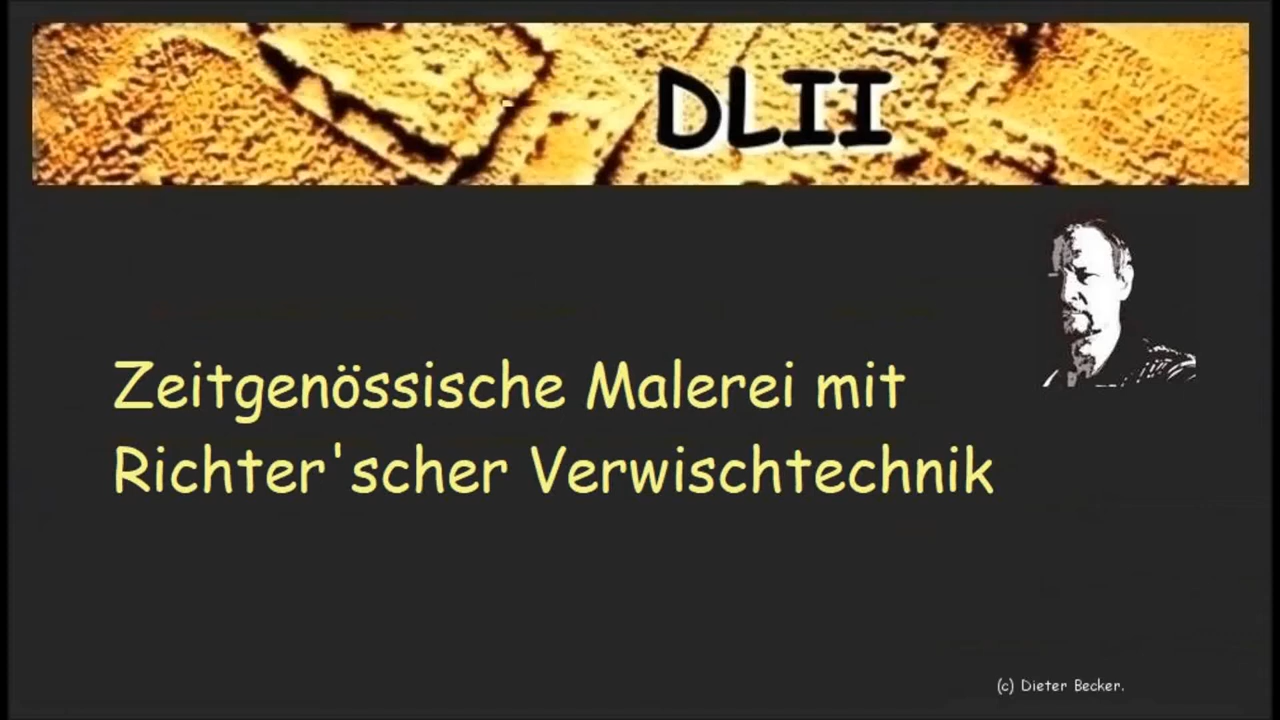 DLII
Zeitgenössische Malerei mit
Richter'scher Verwischtechnik
(c) Dieter Becker.